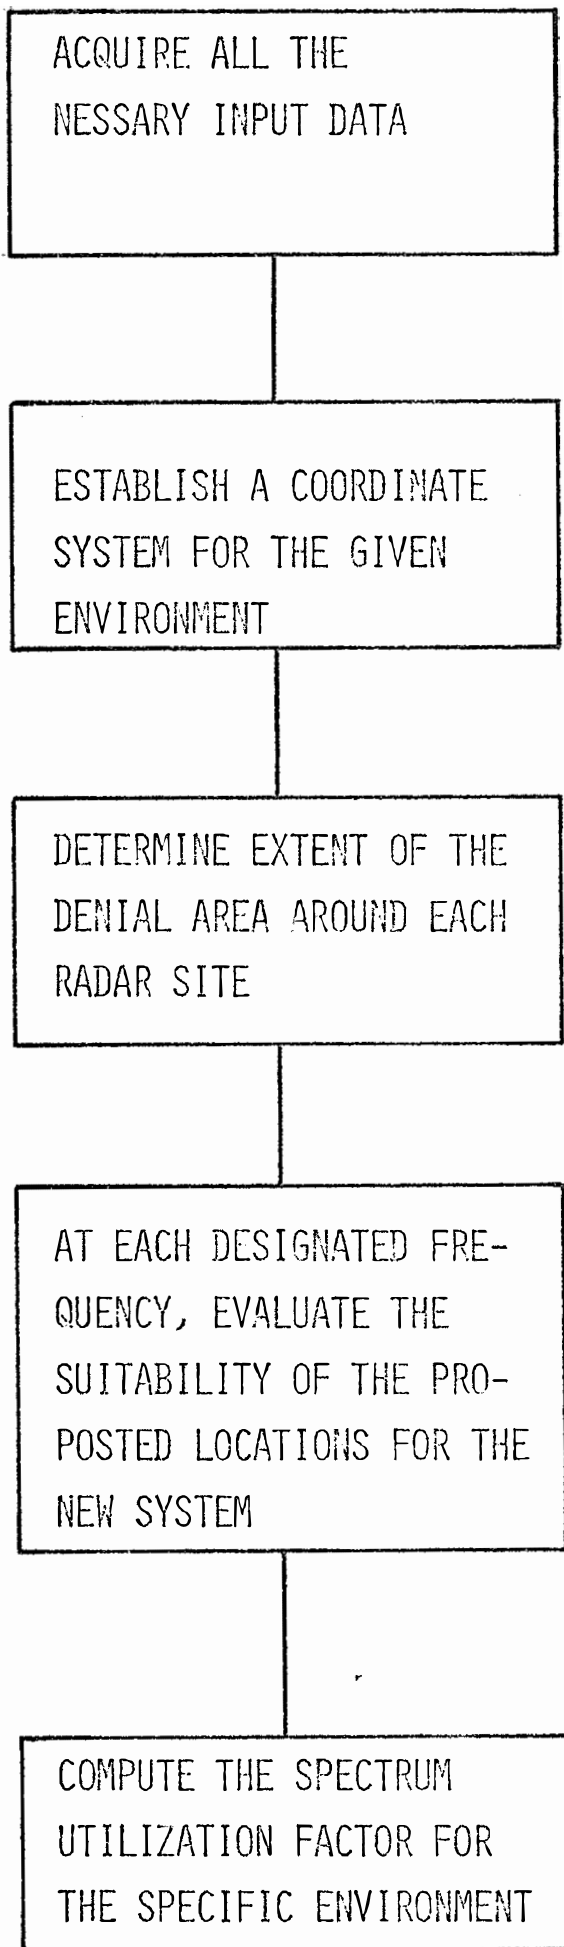 ACQUIRE ALL THE
NESSARY INPUT DATA
ESTABLISH A COORDINATE
SYSTEM FOR THE GIVEN
ENVIRONMENT
DETERMINE EXTENT OF THE
DENIAL AREA AROUND EACH
RADAR SITE
AT EACH DESIGNATED FRE-
QUENCY, EVALUATE THE
SUITABILITY OF THE PRO-
POSTED LOCATIONS FOR THE
NEW SYSTEM
COMPUTE THE SPECTRUM
UTILIZATION FACTOR FOR
THE SPECIFIC ENVIRONMENT